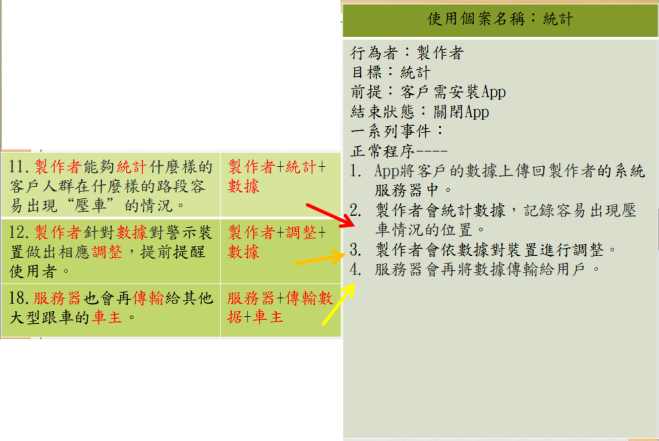 11.製作者能夠統計什麼樣的
客戶人群在什麼樣的路段容
易出現“壓車”的情況。
製作者+統計+
數據
12.製作者針對數據對警示裝
置做出相應調整,提前提醒
使用者。
製作者+調整+
數據
18.服務器也會再傳輸給其他
大型跟車的車主。
服務器+傳輸數
据+車主
使用個案名稱:統計
行為者:製作者
目標:統計
前提:客戶需安裝App
結束狀態:關閉App
一系列事件:
正常程序----
1. App將客戶的數據上傳回製作者的系統
服務器中。
2. 製作者會統計數據,記錄容易出現壓
車情況的位置。
3. 製作者會依數據對裝置進行調整。
4. 服務器會再將數據傳輸給用戶。